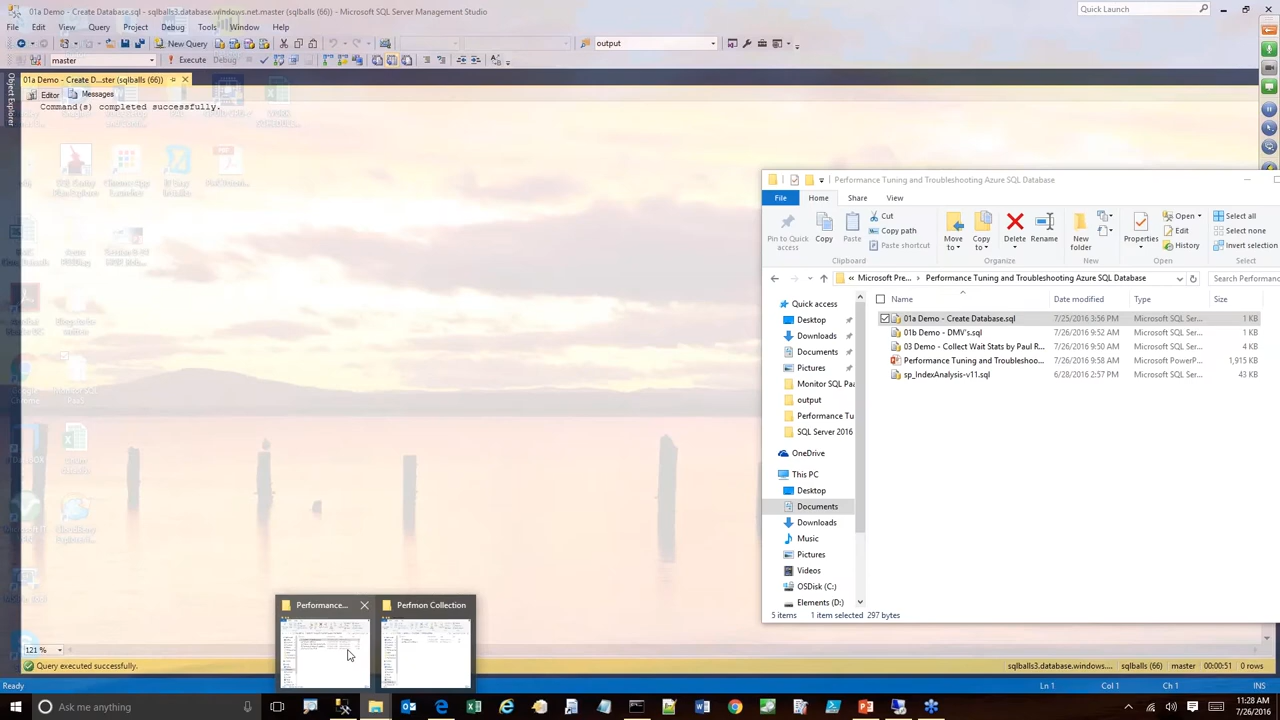 01a Demo - Create Database.sql - sqlballs3.database.windows.net.master (sqlballs (66)) - Microsoft SQL Server Management Studio
Quick Launch
File Edit View Query Project Debug Tools Window Help
New Query
output
master
Execute Debug
01a Demo - Create D...ster (sqlballs (66))
Object Explorer
Editor Messages
Command(s) completed successfully.
Performance Tuning and Troubleshooting Azure SQL Database
File Home Share View
Pin to Quick access
Copy
Paste
Cut
Copy path
Paste shortcut
Clipboard
Move to
Copy to
Delete
Rename
Organize
New folder
New
Properties
Open
Edit
History
Open
Select all
Select none
Invert selection
Select
« Microsoft Pre... › Performance Tuning and Troubleshooting Azure SQL Database
Search Performanc
Name Date modified Type Size
01a Demo - Create Database.sql 7/25/2016 3:56 PM Microsoft SQL Ser... 1 KB
01b Demo - DMV's.sql 7/26/2016 9:52 AM Microsoft SQL Ser... 1 KB
03 Demo - Collect Wait Stats by Paul R... 7/26/2016 9:50 AM Microsoft SQL Ser... 4 KB
Performance Tuning and Troubleshoo... 7/26/2016 9:58 AM Microsoft PowerP... 1,915 KB
sp_IndexAnalysis-v11.sql 6/28/2016 2:57 PM Microsoft SQL Ser... 43 KB
Quick access
Desktop
Downloads
Documents
Pictures
Monitor SQL Paa
output
Performance Tu
SQL Server 2016
OneDrive
This PC
Desktop
Documents
Downloads
Music
Pictures
Videos
OSDisk (C:)
Elements (D:)
5 items 1 item selected 297 bytes
Performance... Perfmon Collection
Query executed successfully.
sqlballs3.database.windo... sqlballs (66) master 00:00:51 0 rows
Ready
Ln 1 Col 1 Ch 1 INS
Ask me anything
11:28 AM
7/26/2016